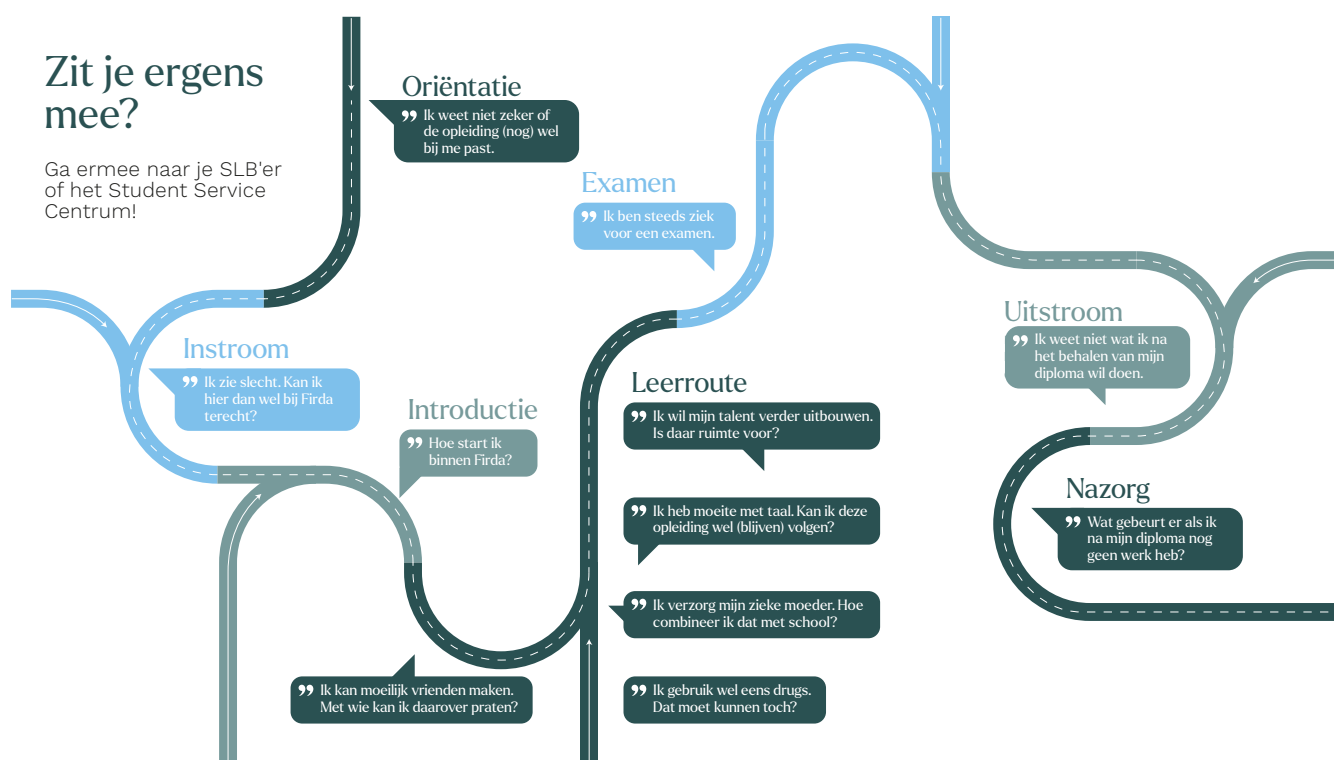 Zit je ergens
mee?
Ga ermee naar je SLB'er
of het Student Service
Centrum!
Oriëntatie
” Ik weet niet zeker of
de opleiding (nog) wel
bij me past.
Instroom
” Ik zie slecht. Kan ik
hier dan wel bij Firda
terecht?
Introductie
” Hoe start ik
binnen Firda?
” Ik kan moeilijk vrienden maken.
Met wie kan ik daarover praten?
Leerroute
” Ik wil mijn talent verder uitbouwen.
Is daar ruimte voor?
” Ik heb moeite met taal. Kan ik deze
opleiding wel (blijven) volgen?
” Ik verzorg mijn zieke moeder. Hoe
combineer ik dat met school?
” Ik gebruik wel eens drugs.
Dat moet kunnen toch?
Examen
” Ik ben steeds ziek
voor een examen.
Uitstroom
” Ik weet niet wat ik na
het behalen van mijn
diploma wil doen.
Nazorg
” Wat gebeurt er als ik
na mijn diploma nog
geen werk heb?